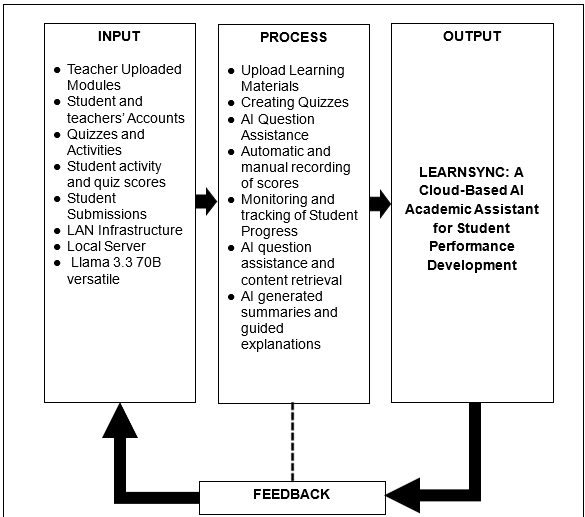 INPUT
● Teacher Uploaded
Modules
● Student and
teachers' Accounts
● Quizzes and
Activities
● Student activity
and quiz scores
● Student
Submissions
● LAN Infrastructure
● Local Server
● Llama 3.3 70B
versatile
PROCESS
● Upload Learning
Materials
● Creating Quizzes
● AI Question
Assistance
● Automatic and
manual recording
of scores
● Monitoring and
tracking of Student
Progress
● AI question
assistance and
content retrieval
● AI generated
summaries and
guided
explanations
OUTPUT
LEARNSYNC: A
Cloud-Based AI
Academic Assistant
for Student
Performance
Development
FEEDBACK